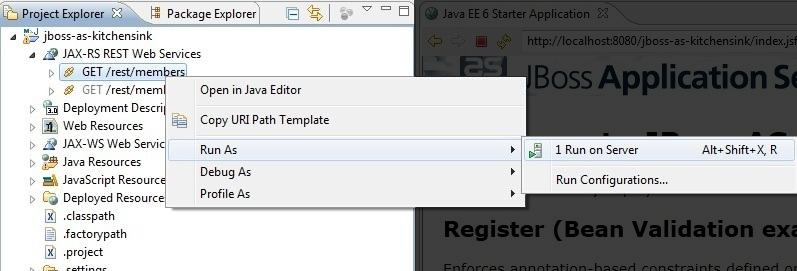 Project Explorer
Package Explorer
Java EE 6 Starter Application
jboss-as-kitchensink
JAX-RS REST Web Services
http://localhost:8080/jboss-as-kitchensink/index.jsf
GET /rest/members
GET /rest/mem
JBoss Application Se
Open in Java Editor
Deployment Descrip
Copy URI Path Template
Web Resources
JAX-WS Web Servic
Run As
1 Run on Server Alt+Shift+X, R
Java Resources
Debug As
JavaScript Resource
Run Configurations...
Deployed Resource
Profile As
.classpath
.factorypath
Register (Bean Validation exa
.project
.settings
Enforces annotation-based constraints defined o